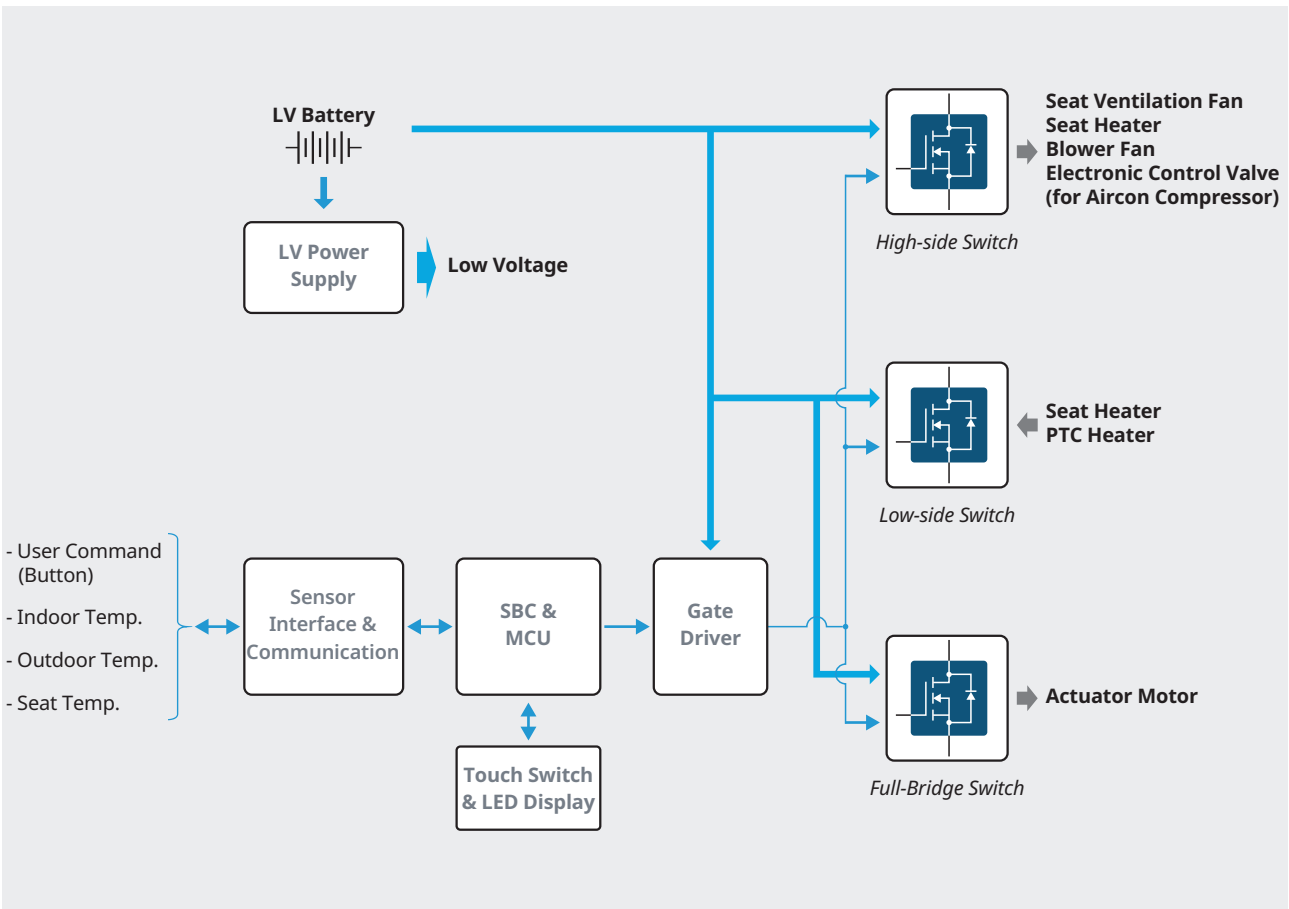 LV Battery
LV Power
Supply
Low Voltage
Seat Ventilation Fan
Seat Heater
Blower Fan
Electronic Control Valve
(for Aircon Compressor)
High-side Switch
Seat Heater
PTC Heater
Low-side Switch
- User Command
(Button)
- Indoor Temp.
- Outdoor Temp.
- Seat Temp.
Sensor
Interface &
Communication
SBC &
MCU
Gate
Driver
Touch Switch
& LED Display
Actuator Motor
Full-Bridge Switch